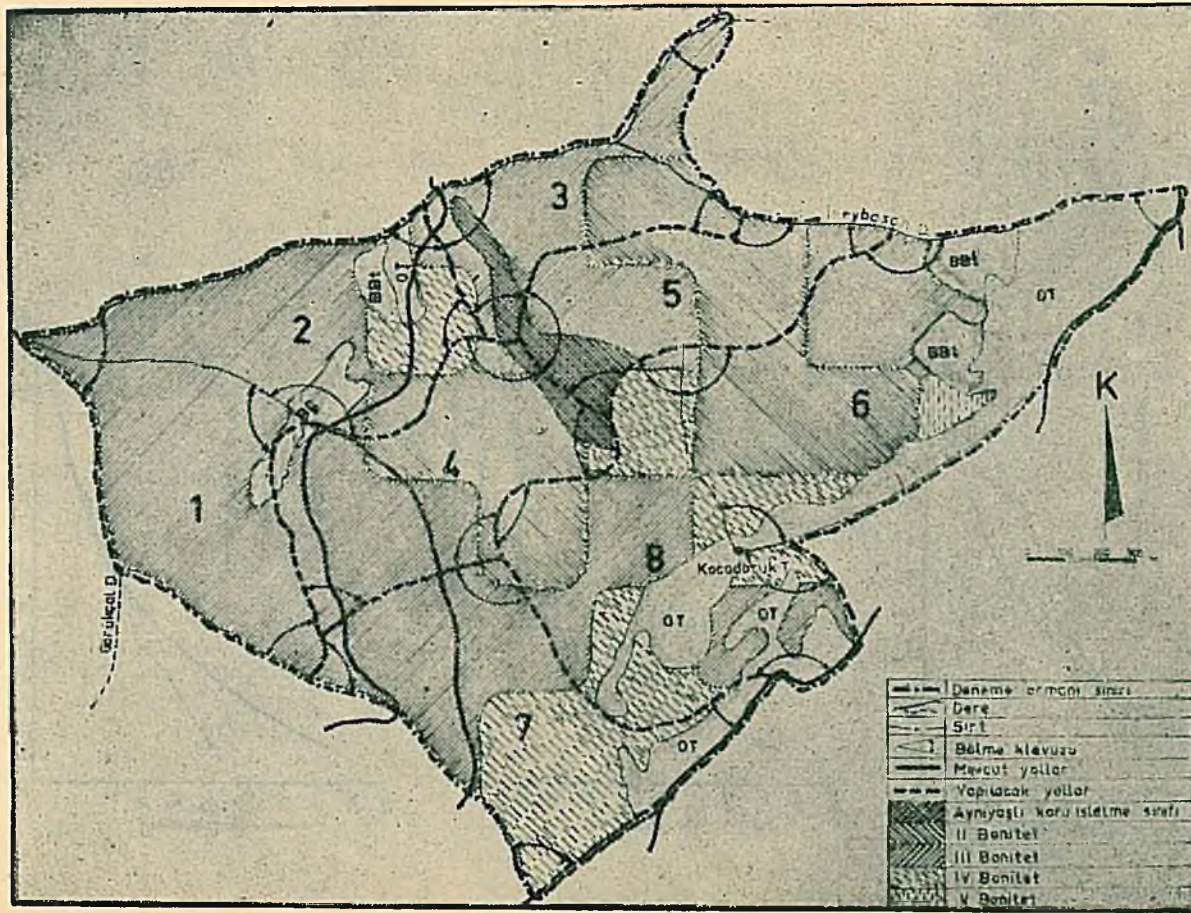 3
5
2
BBt
OT
BBt
OT
BBt
6
K
4
1
8
Kocadoruk T.
OT
OT
7
OT
Deneme ormanı sınırı
Dere
Sırt
Bölme klavuzu
Mevcut yollar
Yapılacak yollar
Aynıyaşlı koru işletme sınıfı
II Bonitet
III Bonitet
IV Bonitet
V Bonitet